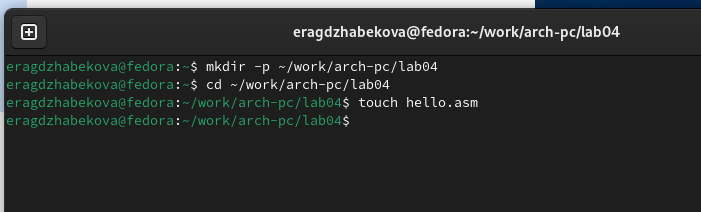 eragdzhabekova@fedora:~/work/arch-pc/lab04
eragdzhabekova@fedora:~$ mkdir -p ~/work/arch-pc/lab04
eragdzhabekova@fedora:~$ cd ~/work/arch-pc/lab04
eragdzhabekova@fedora:~/work/arch-pc/lab04$ touch hello.asm
eragdzhabekova@fedora:~/work/arch-pc/lab04$